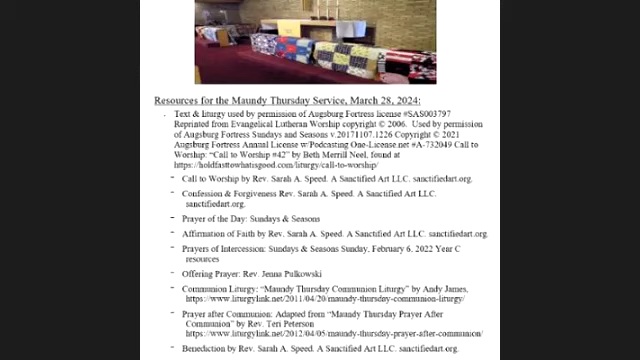 Resources for the Maundy Thursday Service, March 28, 2024:
Text & liturgy used by permission of Augsburg Fortress license #SAS003797
Reprinted from Evangelical Lutheran Worship copyright © 2006. Used by permission
of Augsburg Fortress Sundays and Seasons v.20171107.1226 Copyright © 2021
Augsburg Fortress Annual License w/Podcasting One-License.net #A-732049 Call to
Worship: “Call to Worship #42” by Beth Merrill Neel, found at
https://holdfasttowhatisgood.com/liturgy/call-to-worship/
- Call to Worship by Rev. Sarah A. Speed. A Sanctified Art LLC. sanctifiedart.org.
- Confession & Forgiveness Rev. Sarah A. Speed. A Sanctified Art LLC.
sanctifiedart.org.
- Prayer of the Day: Sundays & Seasons
- Affirmation of Faith by Rev. Sarah A. Speed. A Sanctified Art LLC. sanctifiedart.org.
- Prayers of Intercession: Sundays & Seasons Sunday, February 6, 2022 Year C
resources
- Offering Prayer: Rev. Jenna Pulkowski
- Communion Liturgy: “Maundy Thursday Communion Liturgy” by Andy James,
https://www.liturgylink.net/2011/04/20/maundy-thursday-communion-liturgy/
- Prayer after Communion: Adapted from “Maundy Thursday Prayer After
Communion” by Rev. Teri Peterson
https://www.liturgylink.net/2012/04/05/maundy-thursday-prayer-after-communion/
- Benediction by Rev. Sarah A. Speed. A Sanctified Art LLC. sanctifiedart.org.